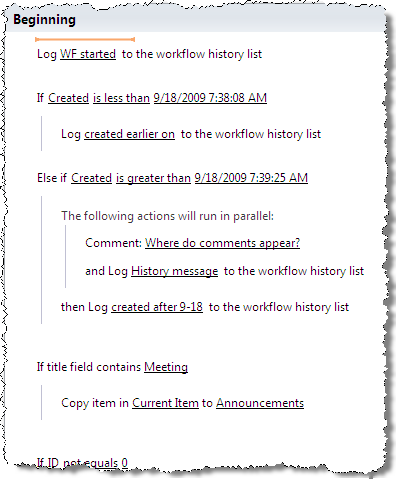 Beginning
Log WF started to the workflow history list
If Created is less than 9/18/2009 7:38:08 AM
Log created earlier on to the workflow history list
Else if Created is greater than 9/18/2009 7:39:25 AM
The following actions will run in parallel:
Comment: Where do comments appear?
and Log History message to the workflow history list
then Log created after 9-18 to the workflow history list
If title field contains Meeting
Copy item in Current Item to Announcements
If ID not equals 0